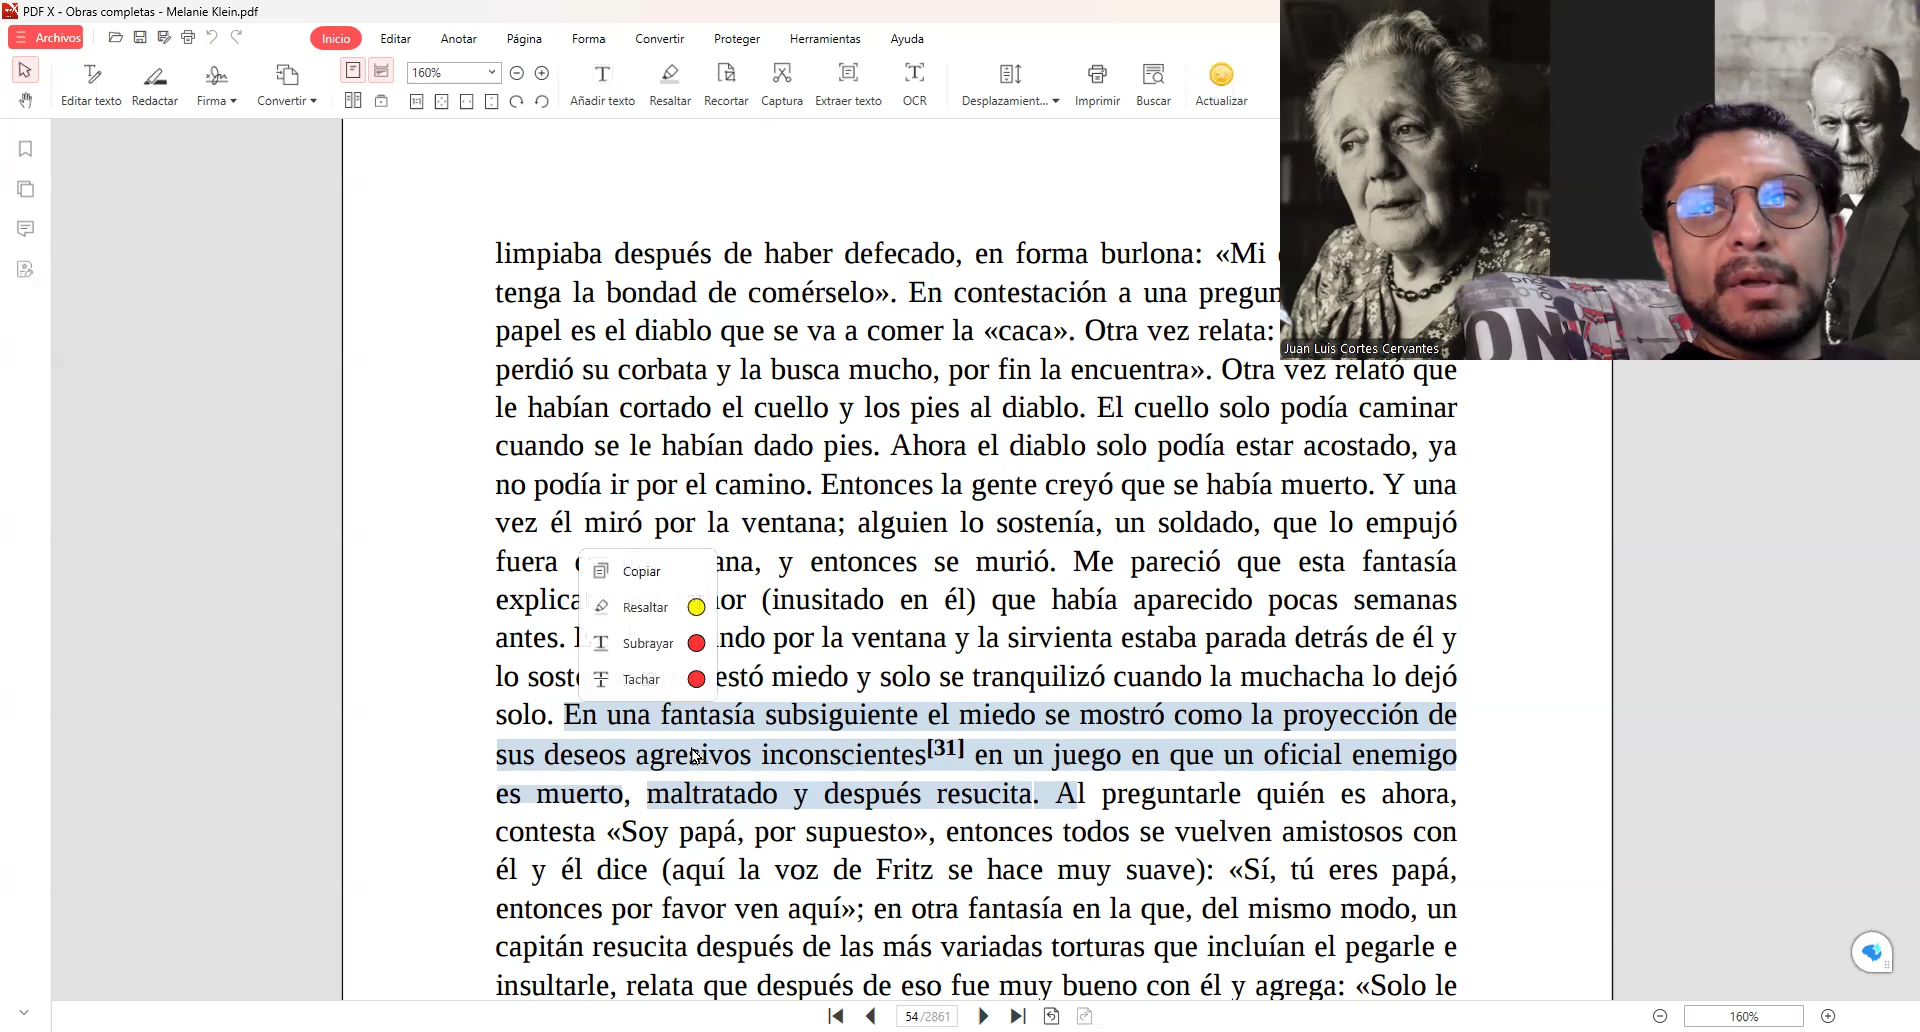 PDF X - Obras completas - Melanie Klein.pdf
Archivos
Inicio
Editar
Anotar
Página
Forma
Convertir
Proteger
Herramientas
Ayuda
Editar texto
Redactar
Firma
Convertir
160%
Añadir texto
Resaltar
Recortar
Captura
Extraer texto
OCR
Desplazamient...
Imprimir
Buscar
Actualizar
limpiaba después de haber defecado, en forma burlona: «Mi
tenga la bondad de comérselo». En contestación a una
papel es el diablo que se va a comer la «caca». Otra vez relata:
perdió su corbata y la busca mucho, por fin la encuentra». Otra vez relató que
le habían cortado el cuello y los pies al diablo. El cuello solo podía caminar
cuando se le habían dado pies. Ahora el diablo solo podía estar acostado, ya
no podía ir por el camino. Entonces la gente creyó que se había muerto. Y una
vez él miró por la ventana; alguien lo sostenía, un soldado, que lo empujó
fuera ana, y entonces se murió. Me pareció que esta fantasía
explica or (inusitado en él) que había aparecido pocas semanas
antes. ndo por la ventana y la sirvienta estaba parada detrás de él y
lo sost estó miedo y solo se tranquilizó cuando la muchacha lo dejó
solo. En una fantasía subsiguiente el miedo se mostró como la proyección de
sus deseos agresivos inconscientes[31] en un juego en que un oficial enemigo
es muerto, maltratado y después resucita. Al preguntarle quién es ahora,
contesta «Soy papá, por supuesto», entonces todos se vuelven amistosos con
él y él dice (aquí la voz de Fritz se hace muy suave): «Sí, tú eres papá,
entonces por favor ven aquí»; en otra fantasía en la que, del mismo modo, un
capitán resucita después de las más variadas torturas que incluían el pegarle e
insultarle, relata que después de eso fue muy bueno con él y agrega: «Solo le
Copiar
Resaltar
Subrayar
Tachar
Juan Luis Cortes Cervantes
54/2861
160%